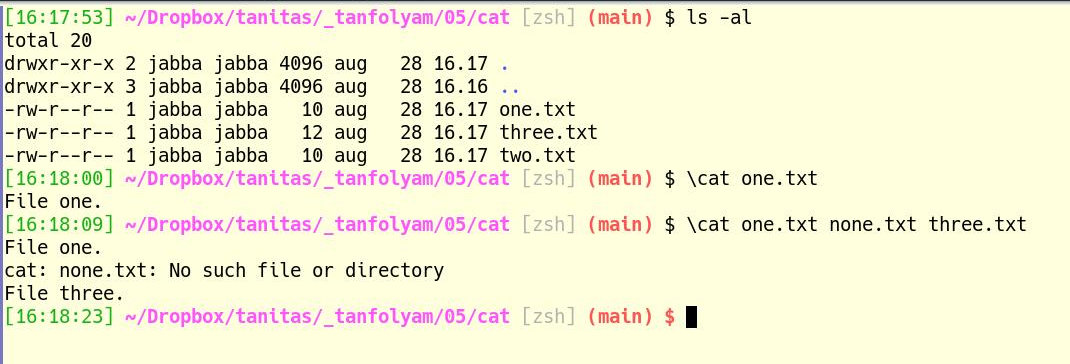 [16:17:53] ~/Dropbox/tanitas/_tanfolyam/05/cat [zsh] (main) $ ls -al
total 20
drwxr-xr-x 2 jabba jabba 4096 aug   28 16.17 .
drwxr-xr-x 3 jabba jabba 4096 aug   28 16.16 ..
-rw-r--r-- 1 jabba jabba   10 aug   28 16.17 one.txt
-rw-r--r-- 1 jabba jabba   12 aug   28 16.17 three.txt
-rw-r--r-- 1 jabba jabba   10 aug   28 16.17 two.txt
[16:18:00] ~/Dropbox/tanitas/_tanfolyam/05/cat [zsh] (main) $ \cat one.txt
File one.
[16:18:09] ~/Dropbox/tanitas/_tanfolyam/05/cat [zsh] (main) $ \cat one.txt none.txt three.txt
File one.
cat: none.txt: No such file or directory
File three.
[16:18:23] ~/Dropbox/tanitas/_tanfolyam/05/cat [zsh] (main) $